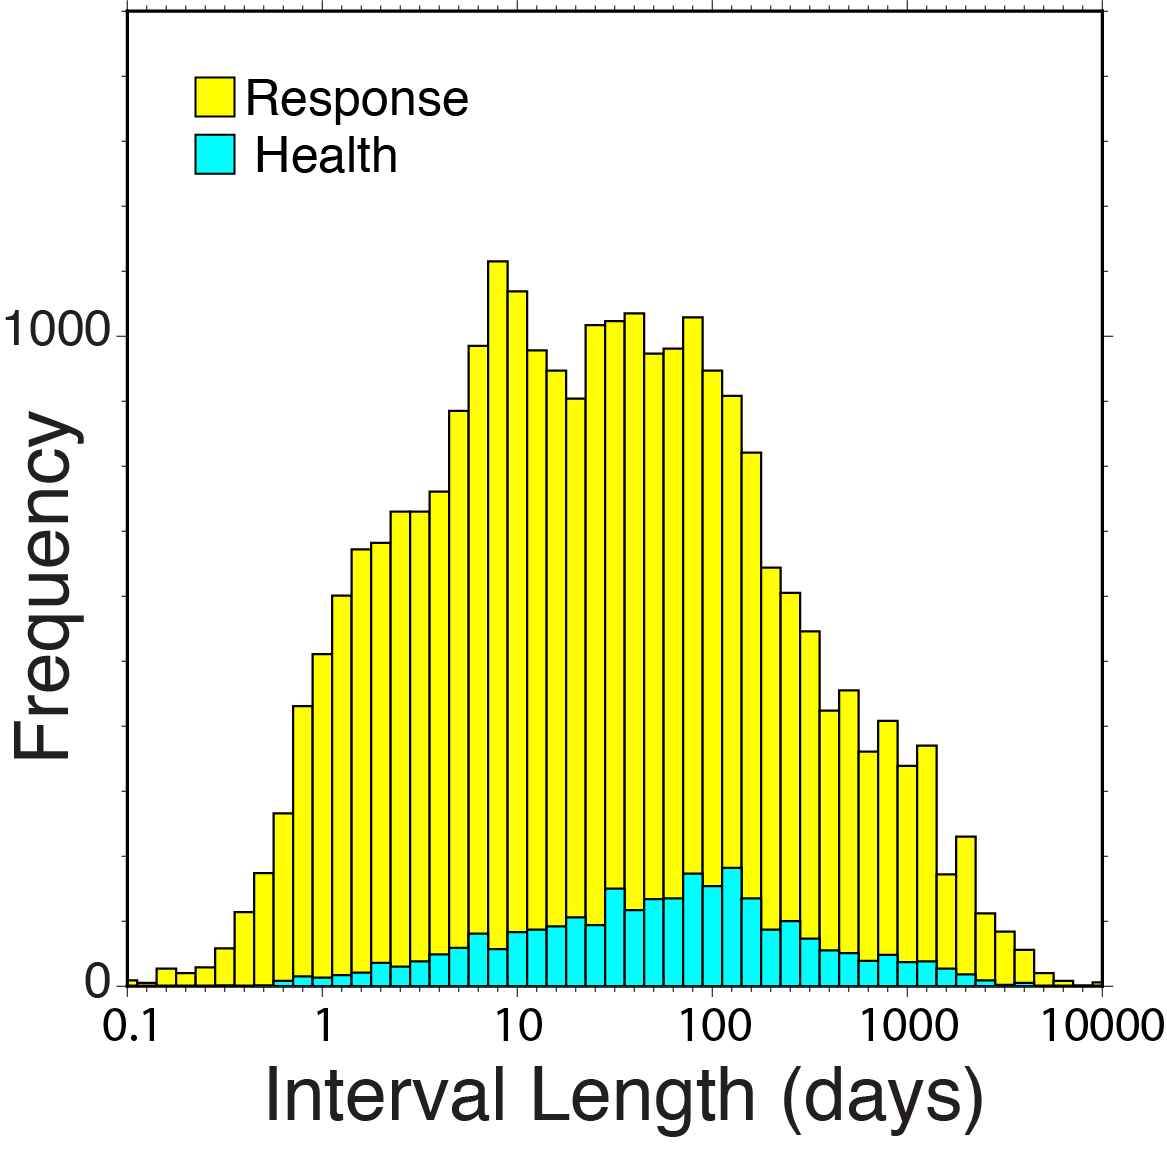 Response
Health
1000
Frequency
0
0.1 1 10 100 1000 10000
Interval Length (days)